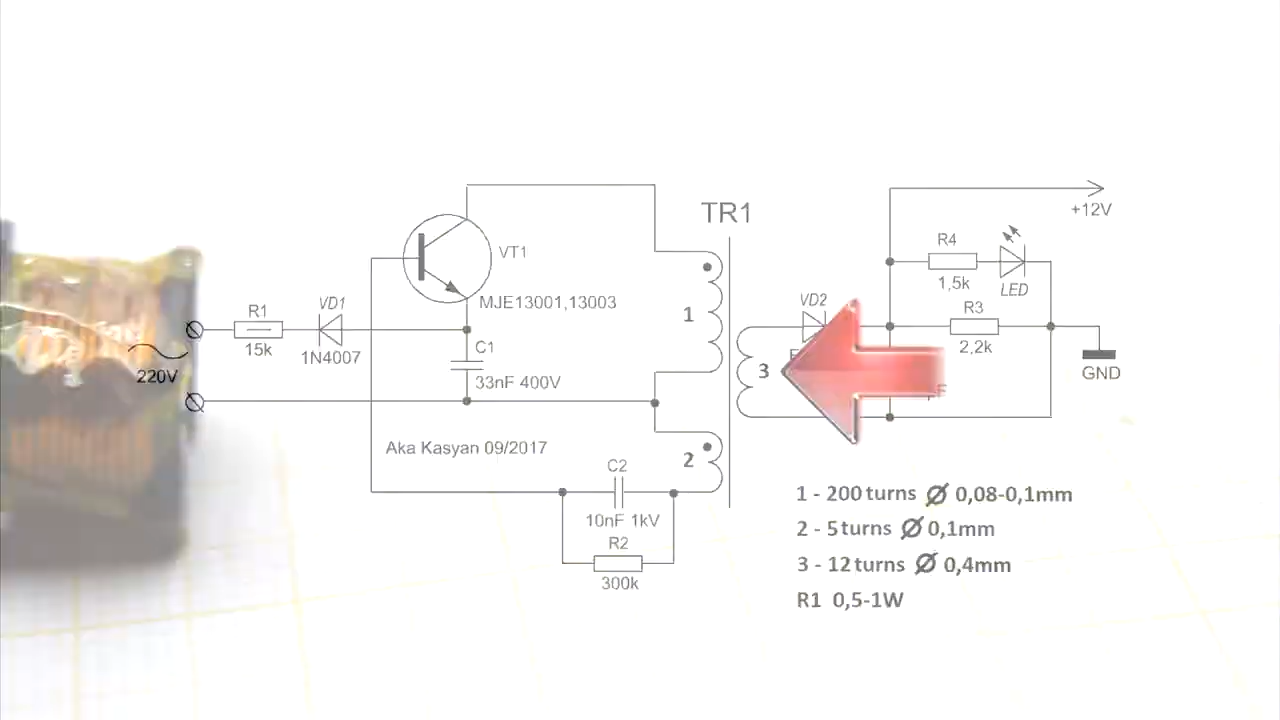 TR1
+12V
VT1
R4
1,5k
LED
MJE13001,13003
VD2
R3
2,2k
R1
15k
VD1
1N4007
220V
C1
33nF 400V
1
3
GND
Aka Kasyan 09/2017
2
C2
10nF 1kV
R2
300k
1 - 200 turns Ø 0,08-0,1mm
2 - 5 turns Ø 0,1mm
3 - 12 turns Ø 0,4mm
R1 0,5-1W